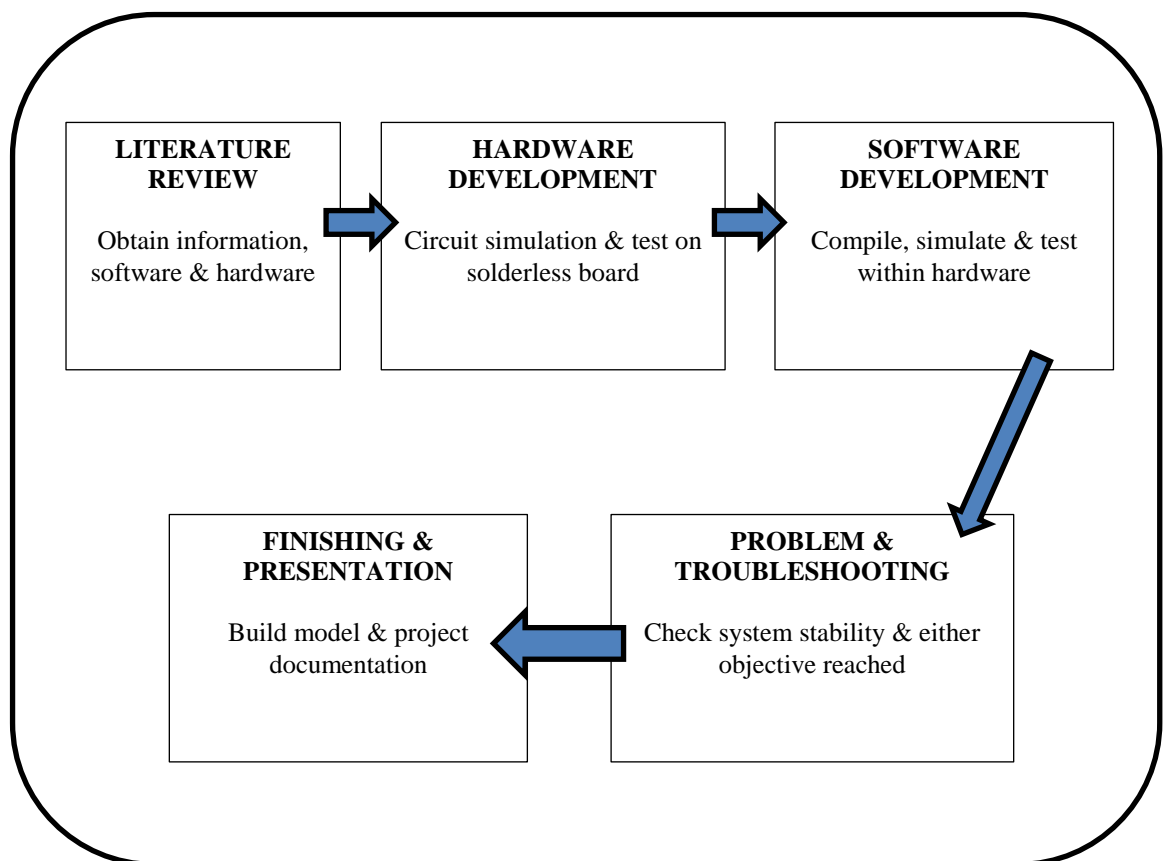 LITERATURE
REVIEW
Obtain information,
software & hardware
HARDWARE
DEVELOPMENT
Circuit simulation & test on
solderless board
SOFTWARE
DEVELOPMENT
Compile, simulate & test
within hardware
PROBLEM &
TROUBLESHOOTING
Check system stability & either
objective reached
FINISHING &
PRESENTATION
Build model & project
documentation